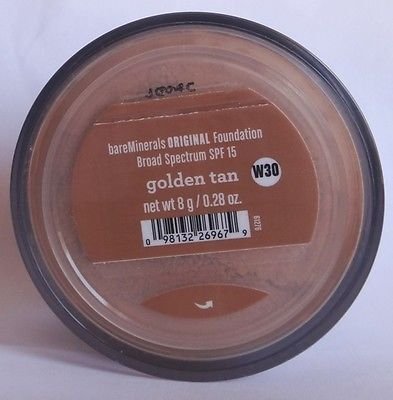 bareMinerals ORIGINAL Foundation
Broad Spectrum SPF 15
golden tan W30
net wt 8 g / 0.28 oz.
61276
0 98132 26967 9